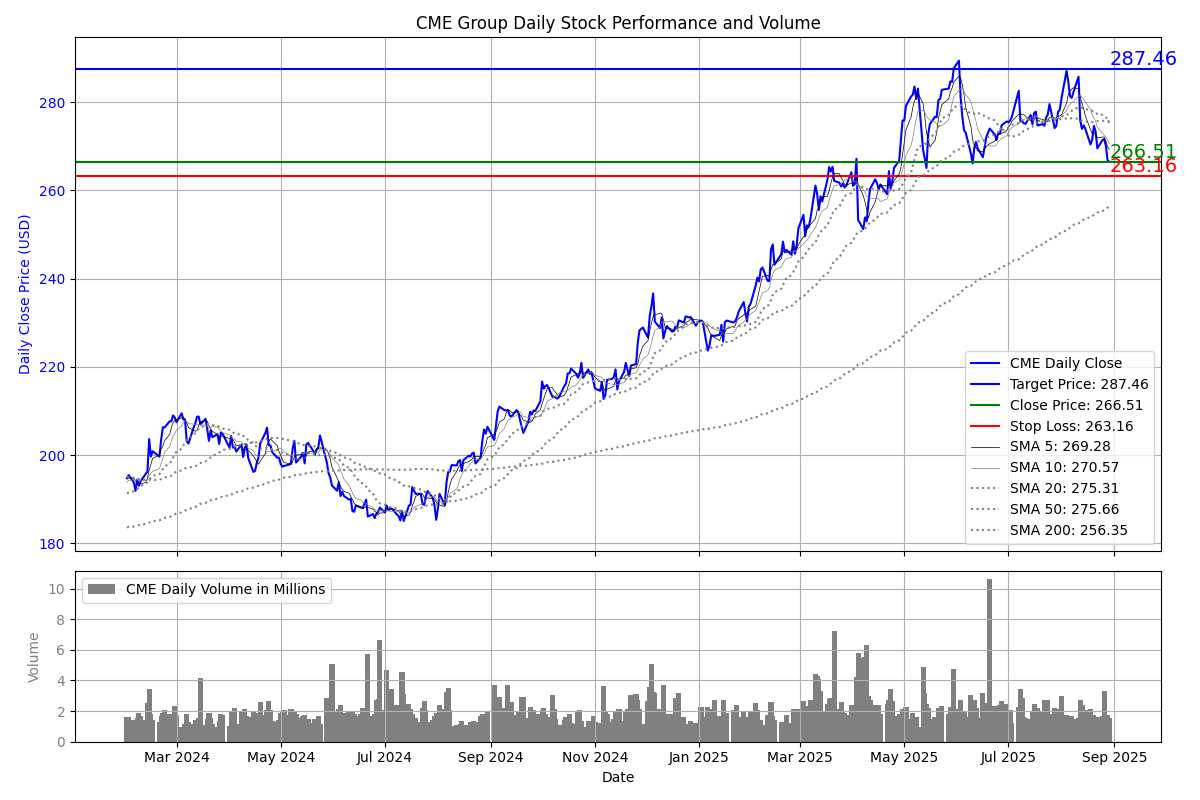 CME Group Daily Stock Performance and Volume
287.46
280
266.51
263.16
260
240
220
200
180
Daily Close Price (USD)
CME Daily Close
Target Price: 287.46
Close Price: 266.51
Stop Loss: 263.16
SMA 5: 269.28
SMA 10: 270.57
SMA 20: 275.31
SMA 50: 275.66
SMA 200: 256.35
CME Daily Volume in Millions
10
8
6
4
2
0
Volume
Mar 2024 May 2024 Jul 2024 Sep 2024 Nov 2024 Jan 2025 Mar 2025 May 2025 Jul 2025 Sep 2025
Date